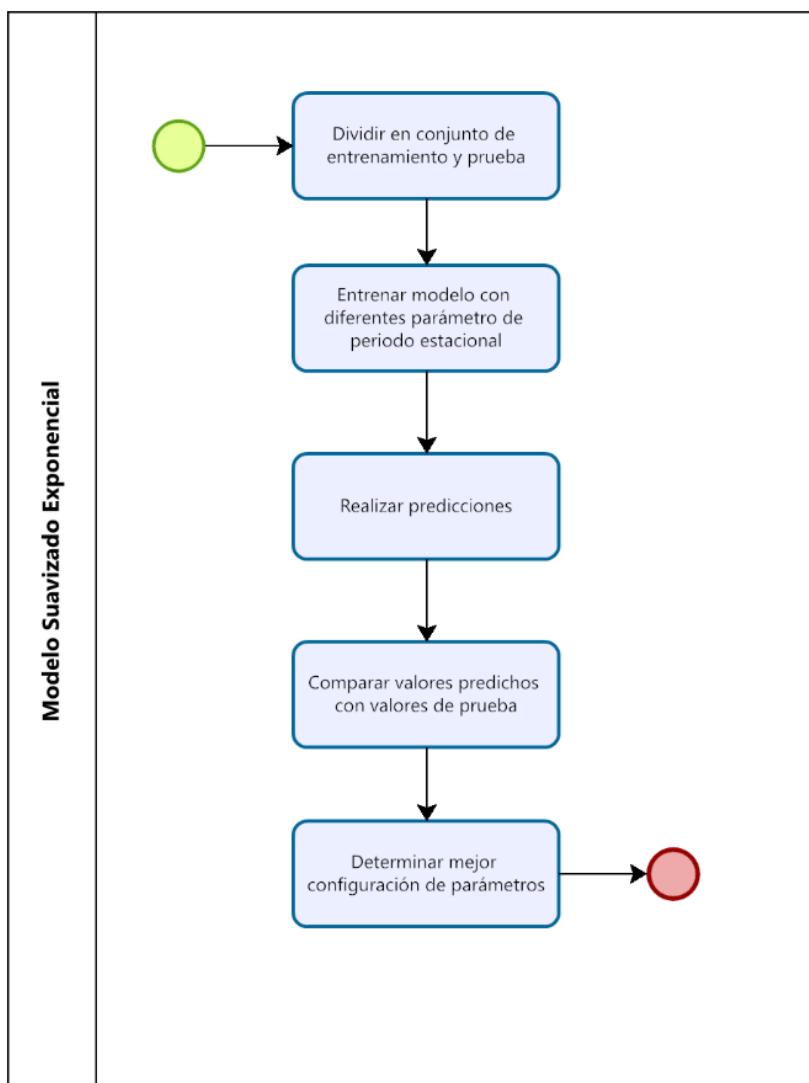 Modelo Suavizado Exponencial
Dividir en conjunto de
entrenamiento y prueba
Entrenar modelo con
diferentes parámetro de
periodo estacional
Realizar predicciones
Comparar valores predichos
con valores de prueba
Determinar mejor
configuración de parámetros